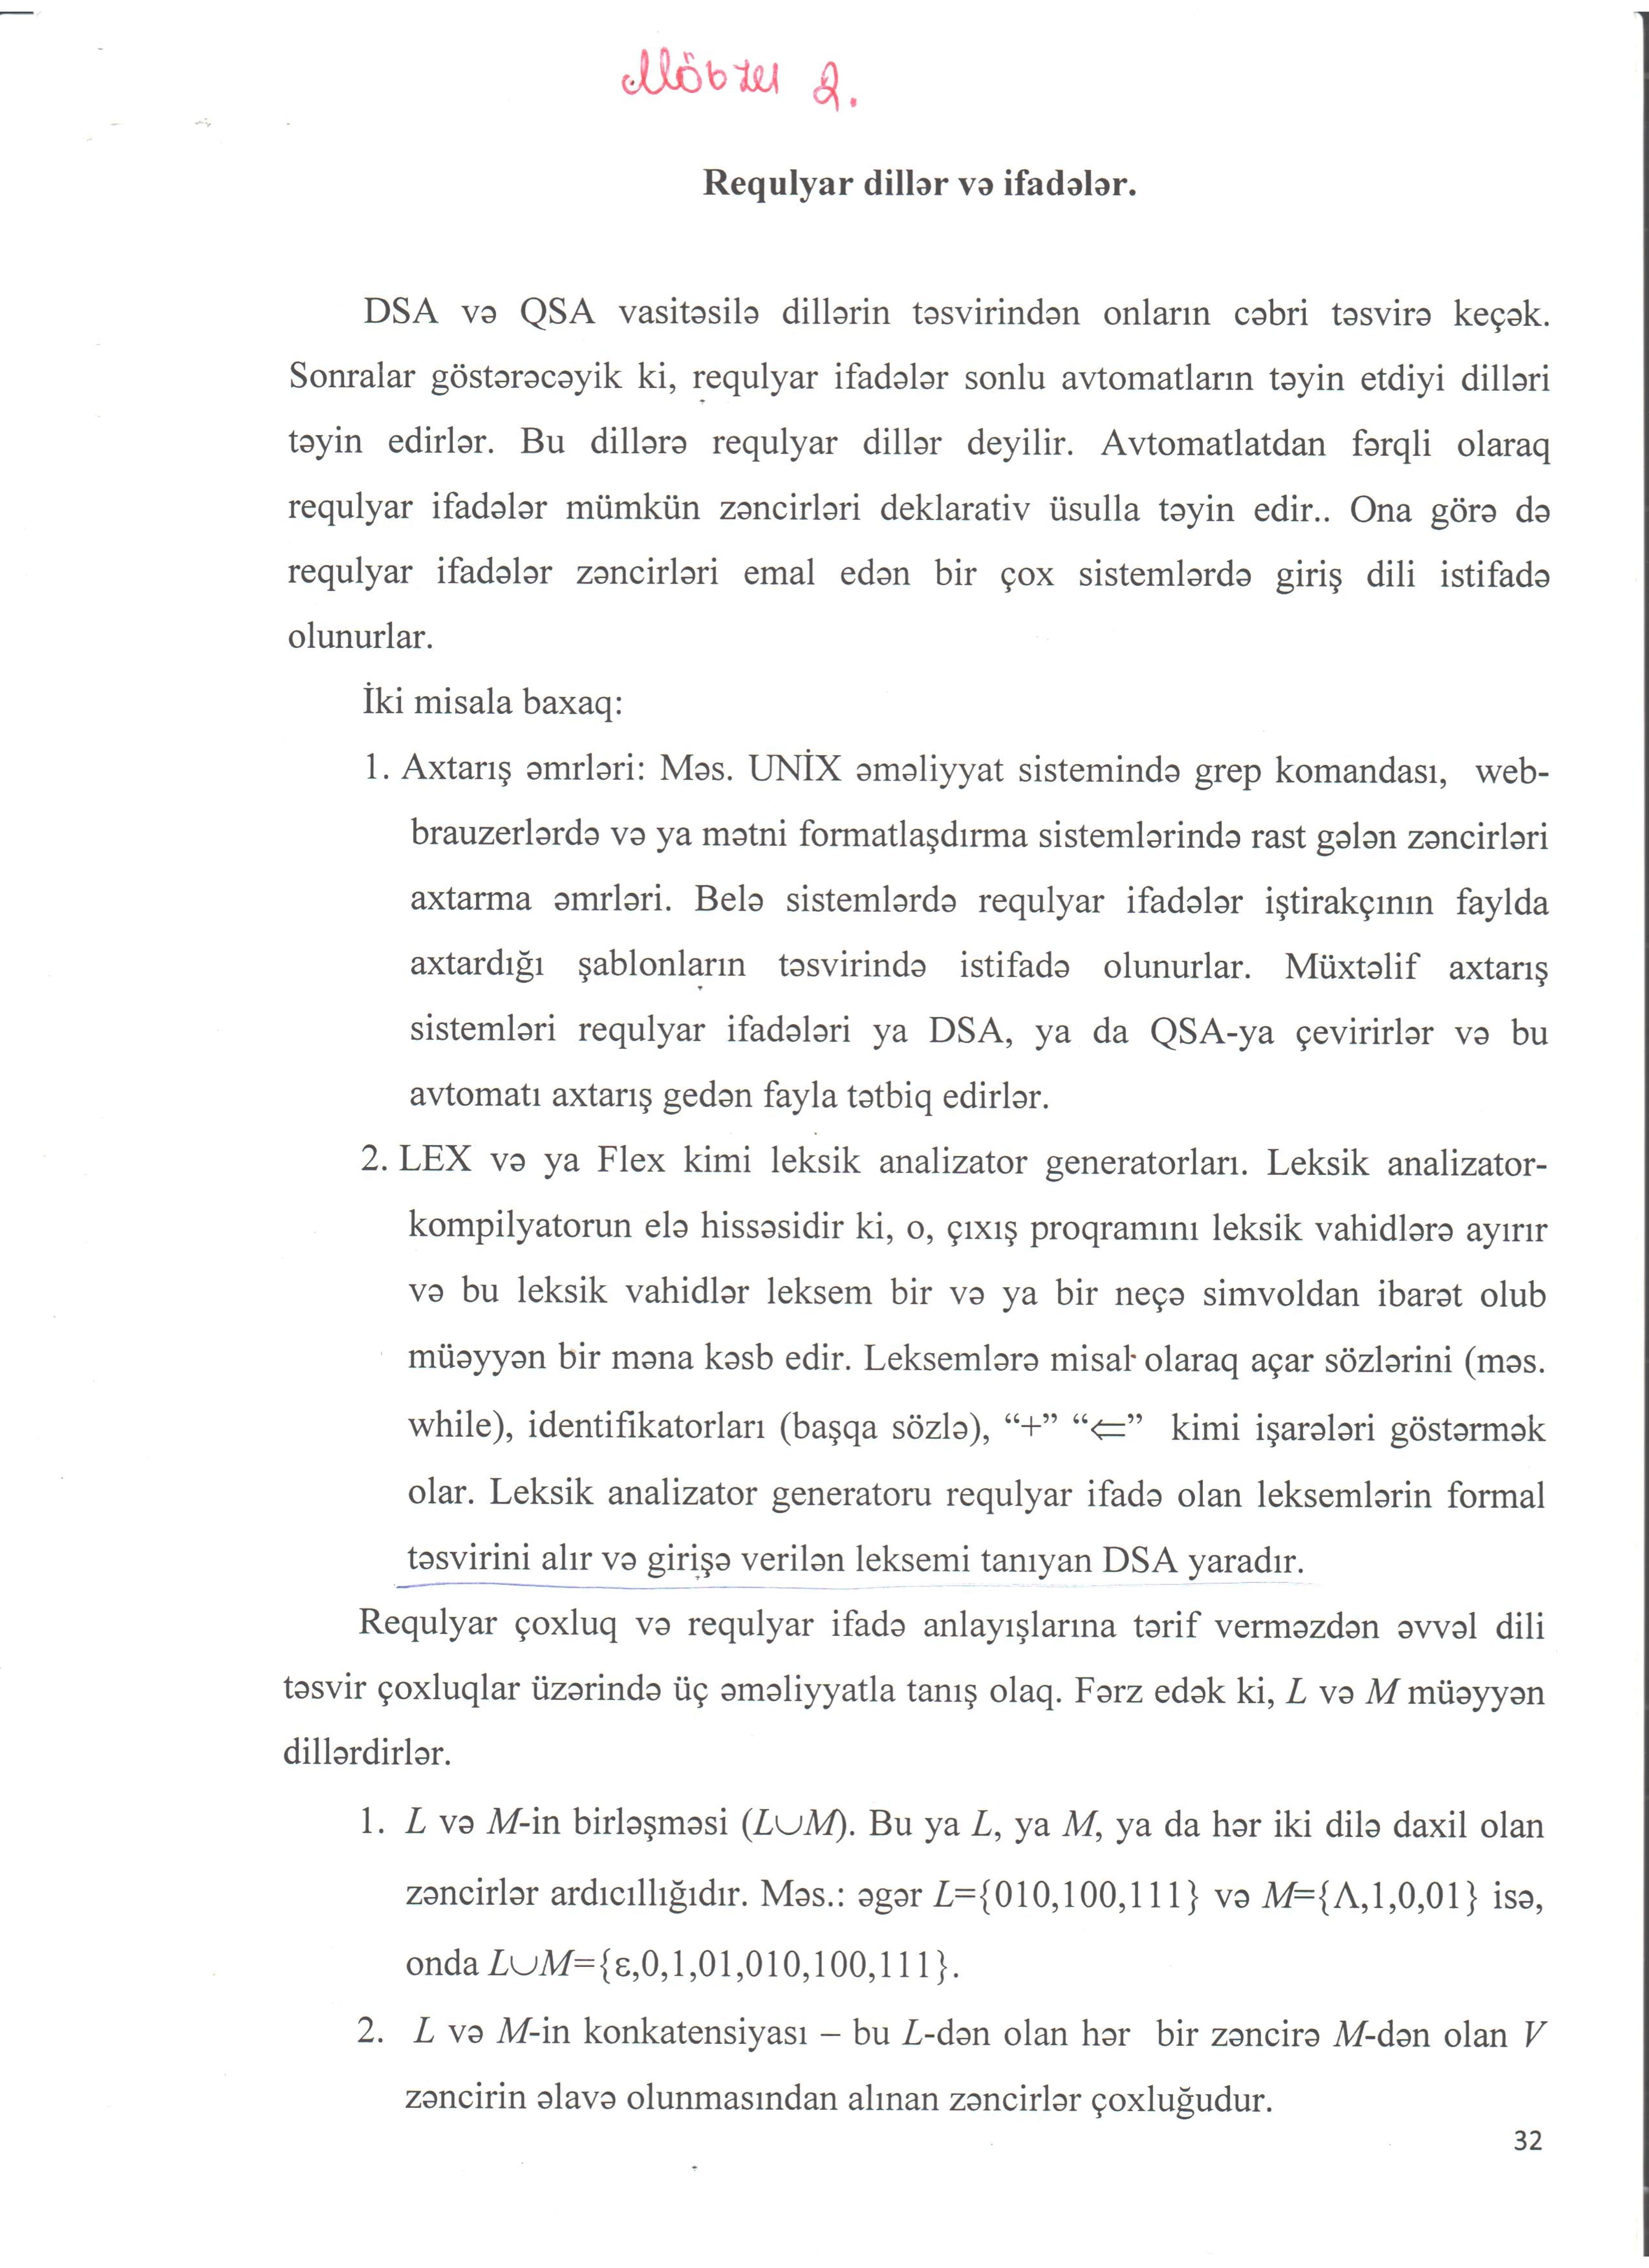 Mövzu 2.
Requlyar dillər və ifadələr.
DSA və QSA vasitəsilə dillərin təsvirindən onların cəbri təsvirə keçək.
Sonralar göstərəcəyik ki, requlyar ifadələr sonlu avtomatların təyin etdiyi dilləri
təyin edirlər. Bu dillərə requlyar dillər deyilir. Avtomatlatdan fərqli olaraq
requlyar ifadələr mümkün zəncirləri deklarativ üsulla təyin edir.. Ona görə də
requlyar ifadələr zəncirləri emal edən bir çox sistemlərdə giriş dili istifadə
olunurlar.
İki misala baxaq:
1. Axtarış əmrləri: Məs. UNİX əməliyyat sistemində grep komandası, web-
brauzerlərdə və ya mətni formatlaşdırma sistemlərində rast gələn zəncirləri
axtarma əmrləri. Belə sistemlərdə requlyar ifadələr iştirakçının faylda
axtardığı şablonların təsvirində istifadə olunurlar. Müxtəlif axtarış
sistemləri requlyar ifadələri ya DSA, ya da QSA-ya çevirirlər və bu
avtomatı axtarış gedən fayla tətbiq edirlər.
2. LEX və ya Flex kimi leksik analizator generatorları. Leksik analizator-
kompilyatorun elə hissəsidir ki, o, çıxış proqramını leksik vahidlərə ayırır
və bu leksik vahidlər leksem bir və ya bir neçə simvoldan ibarət olub
müəyyən bir məna kəsb edir. Leksemlərə misal olaraq açar sözlərini (məs.
while), identifikatorları (başqa sözlə), “+” “⇐” kimi işarələri göstərmək
olar. Leksik analizator generatoru requlyar ifadə olan leksemlərin formal
təsvirini alır və girişə verilən leksemi tanıyan DSA yaradır.
Requlyar çoxluq və requlyar ifadə anlayışlarına tərif verməzdən əvvəl dili
təsvir çoxluqlar üzərində üç əməliyyatla tanış olaq. Fərz edək ki, L və M müəyyən
dillərdirlər.
1. L və M-in birləşməsi (L∪M). Bu ya L, ya M, ya da hər iki dilə daxil olan
zəncirlər ardıcıllığıdır. Məs.: əgər L={010,100,111} və M={Λ,1,0,01} isə,
onda L∪M={ε,0,1,01,010,100,111}.
2. L və M-in konkatensiyası – bu L-dən olan hər bir zəncirə M-dən olan V
zəncirin əlavə olunmasından alınan zəncirlər çoxluğudur.
32